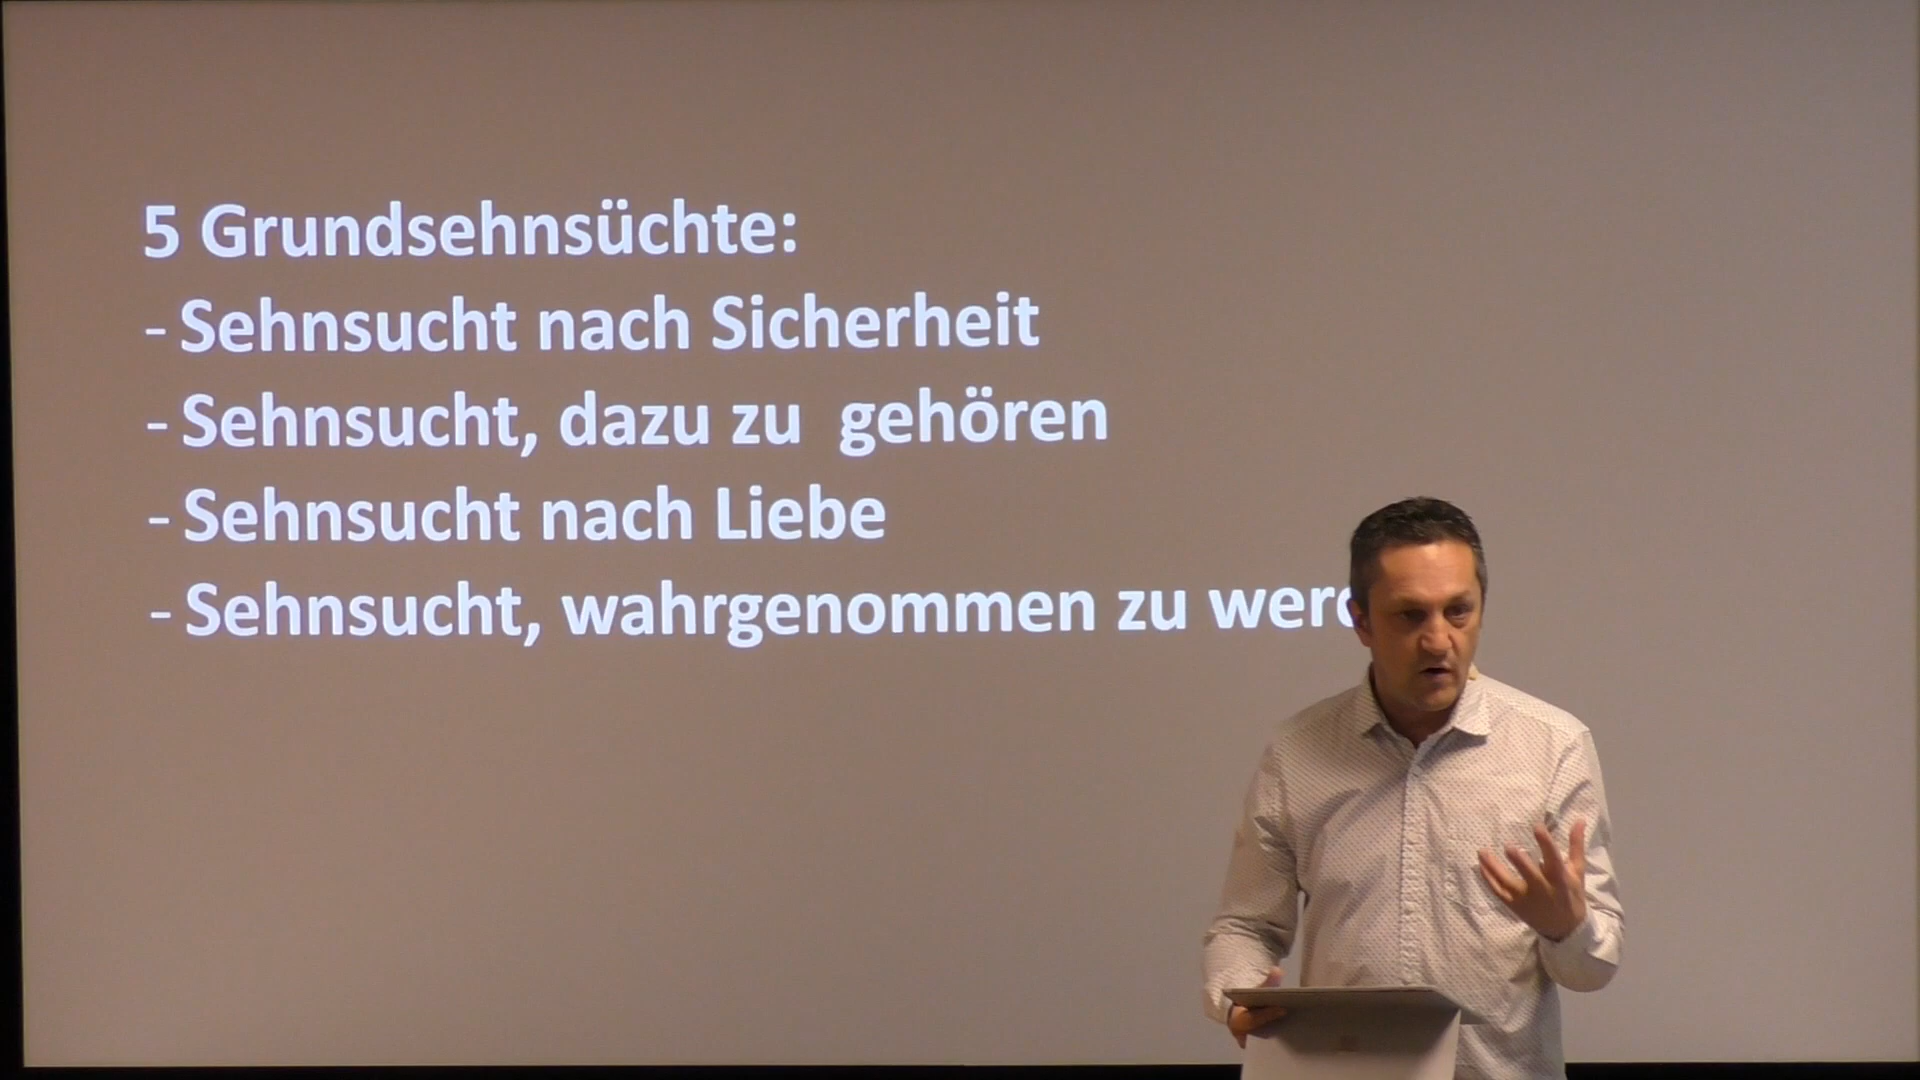 5 Grundsehnsüchte:
- Sehnsucht nach Sicherheit
- Sehnsucht, dazu zu  gehören
- Sehnsucht nach Liebe
- Sehnsucht, wahrgenommen zu